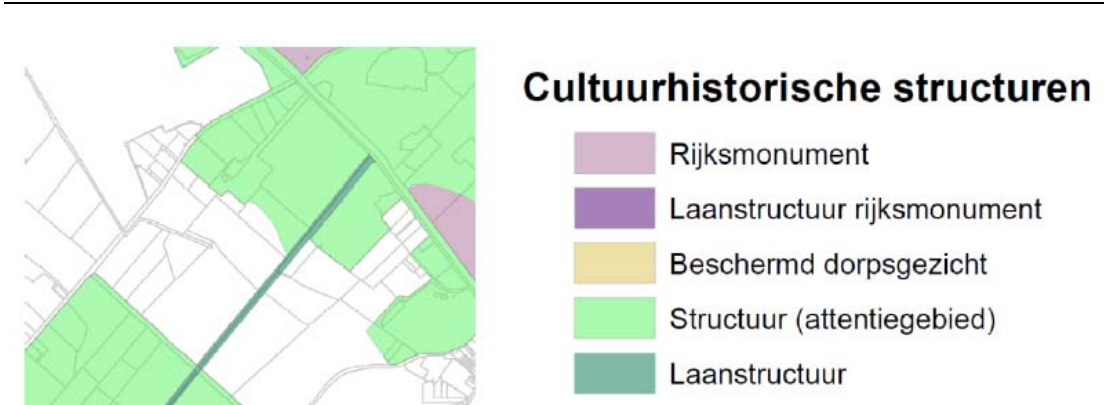 Cultuurhistorische structuren
Rijksmonument
Laanstructuur rijksmonument
Beschermd dorpsgezicht
Structuur (attentiegebied)
Laanstructuur